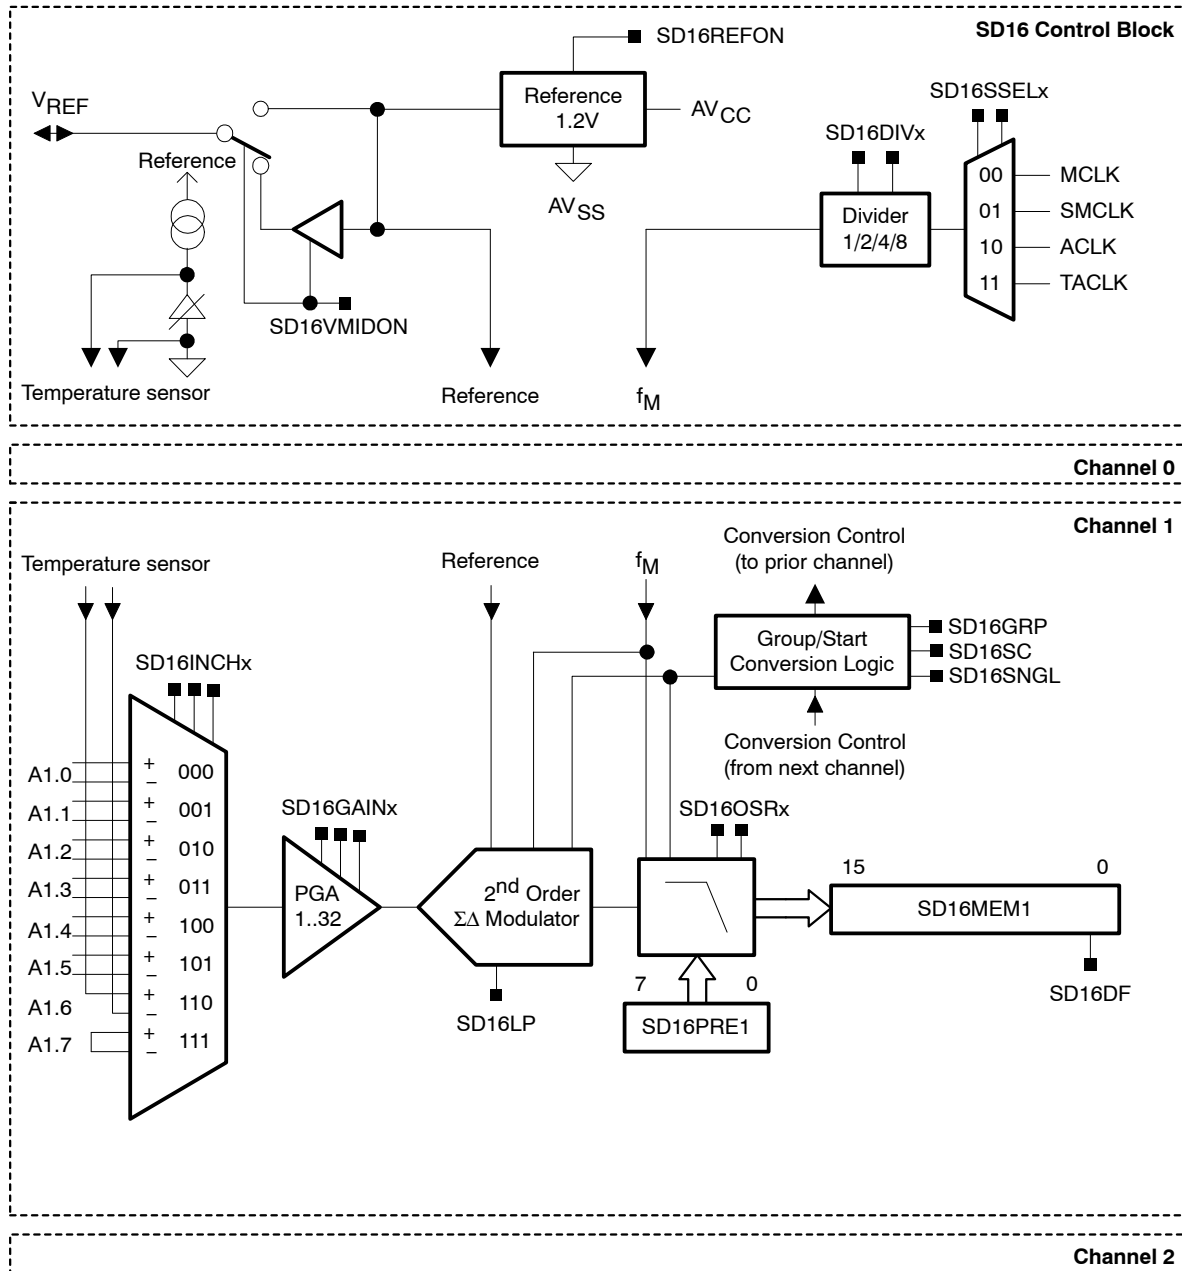 SD16 Control Block
SD16REFON
Reference
1.2V
AVCC
AVSS
VREF
Reference
SD16VMIDON
Temperature sensor
Reference
fM
SD16SSELx
SD16DIVx
Divider
1/2/4/8
00 MCLK
01 SMCLK
10 ACLK
11 TACLK
Channel 0
Channel 1
Temperature sensor
Reference
fM
Conversion Control
(to prior channel)
Group/Start
Conversion Logic
SD16GRP
SD16SC
SD16SNGL
Conversion Control
(from next channel)
SD16INCHx
A1.0 + − 000
A1.1 + − 001
A1.2 + − 010
A1.3 + − 011
A1.4 + − 100
A1.5 + − 101
A1.6 + − 110
A1.7 + − 111
SD16GAINx
PGA
1..32
2nd Order
ΣΔ Modulator
SD16LP
SD16OSRx
7 0
SD16PRE1
15 0
SD16MEM1
SD16DF
Channel 2